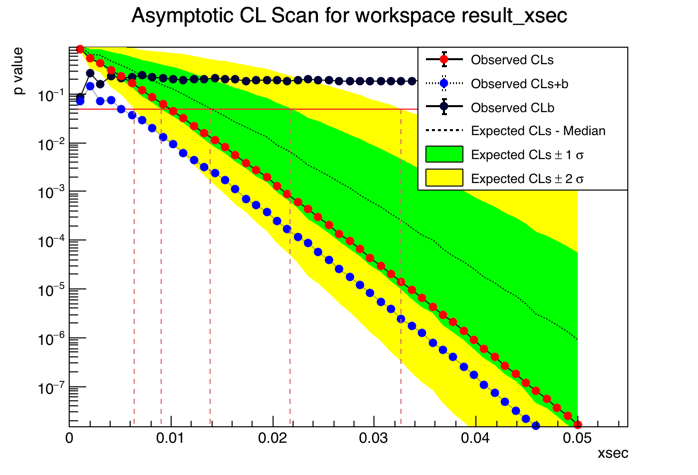 Asymptotic CL Scan for workspace result_xsec
p value
Observed CLs
Observed CLs+b
Observed CLb
Expected CLs - Median
Expected CLs ± 1 σ
Expected CLs ± 2 σ
10⁻¹
10⁻²
10⁻³
10⁻⁴
10⁻⁵
10⁻⁶
10⁻⁷
0 0.01 0.02 0.03 0.04 0.05
xsec